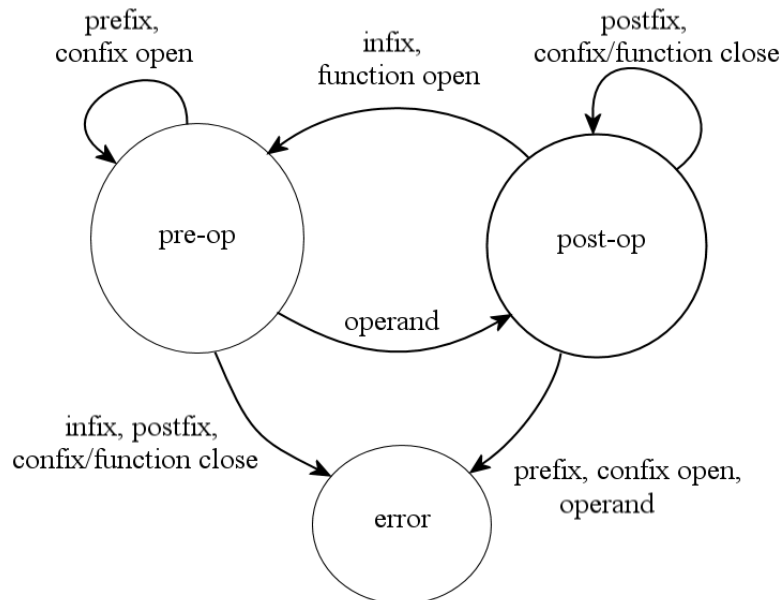 prefix,
confix open
infix,
function open
postfix,
confix/function close
pre-op
post-op
operand
infix, postfix,
confix/function close
prefix, confix open,
operand
error